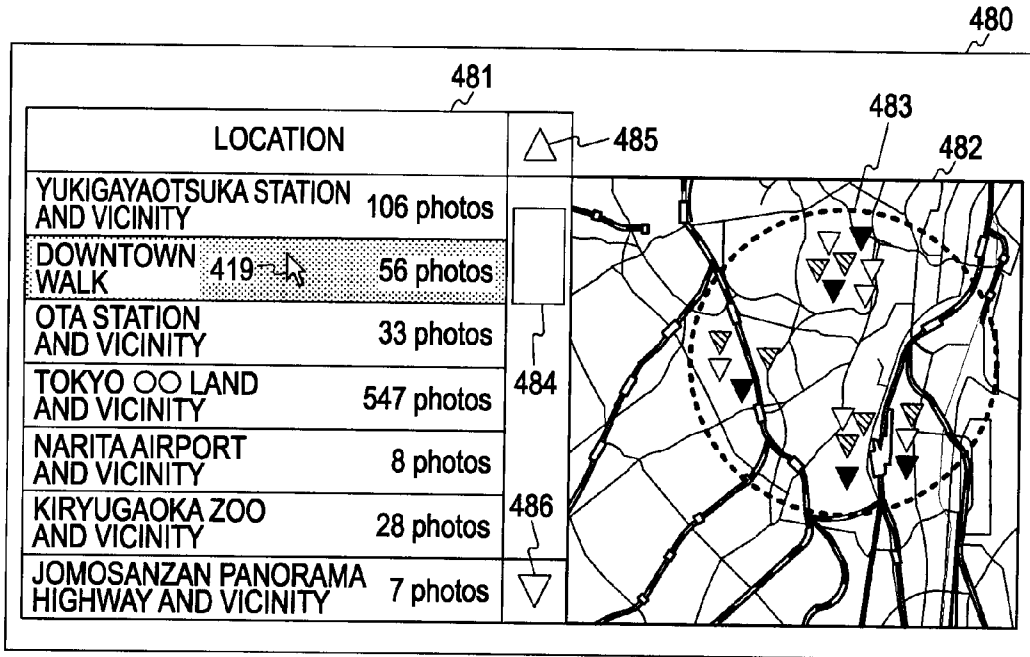 480
481
LOCATION
485
483
482
YUKIGAYAOTSUKA STATION
AND VICINITY
106 photos
DOWNTOWN
WALK
419
56 photos
OTA STATION
AND VICINITY
33 photos
484
TOKYO ○○ LAND
AND VICINITY
547 photos
NARITA AIRPORT
AND VICINITY
8 photos
KIRYUGAOKA ZOO
AND VICINITY
28 photos
486
JOMOSANZAN PANORAMA
HIGHWAY AND VICINITY
7 photos